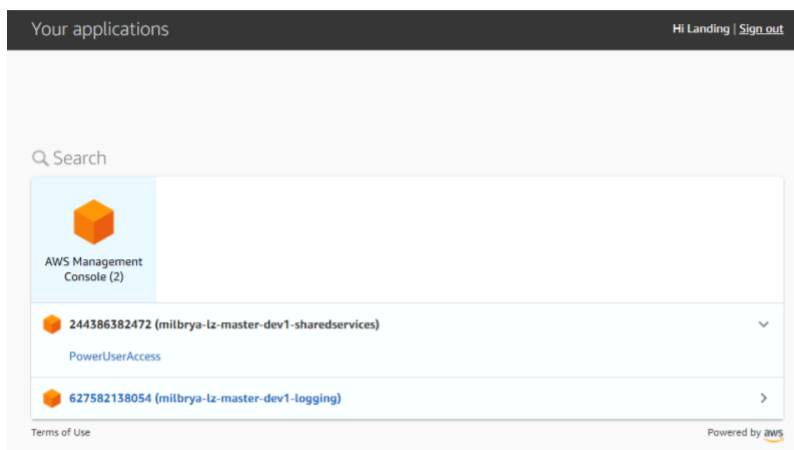 Your applications
Hi Landing | Sign out
Search
AWS Management
Console (2)
244386382472 (milbrya-lz-master-dev1-sharedservices)
PowerUserAccess
627582138054 (milbrya-lz-master-dev1-logging)
Terms of Use
Powered by aws